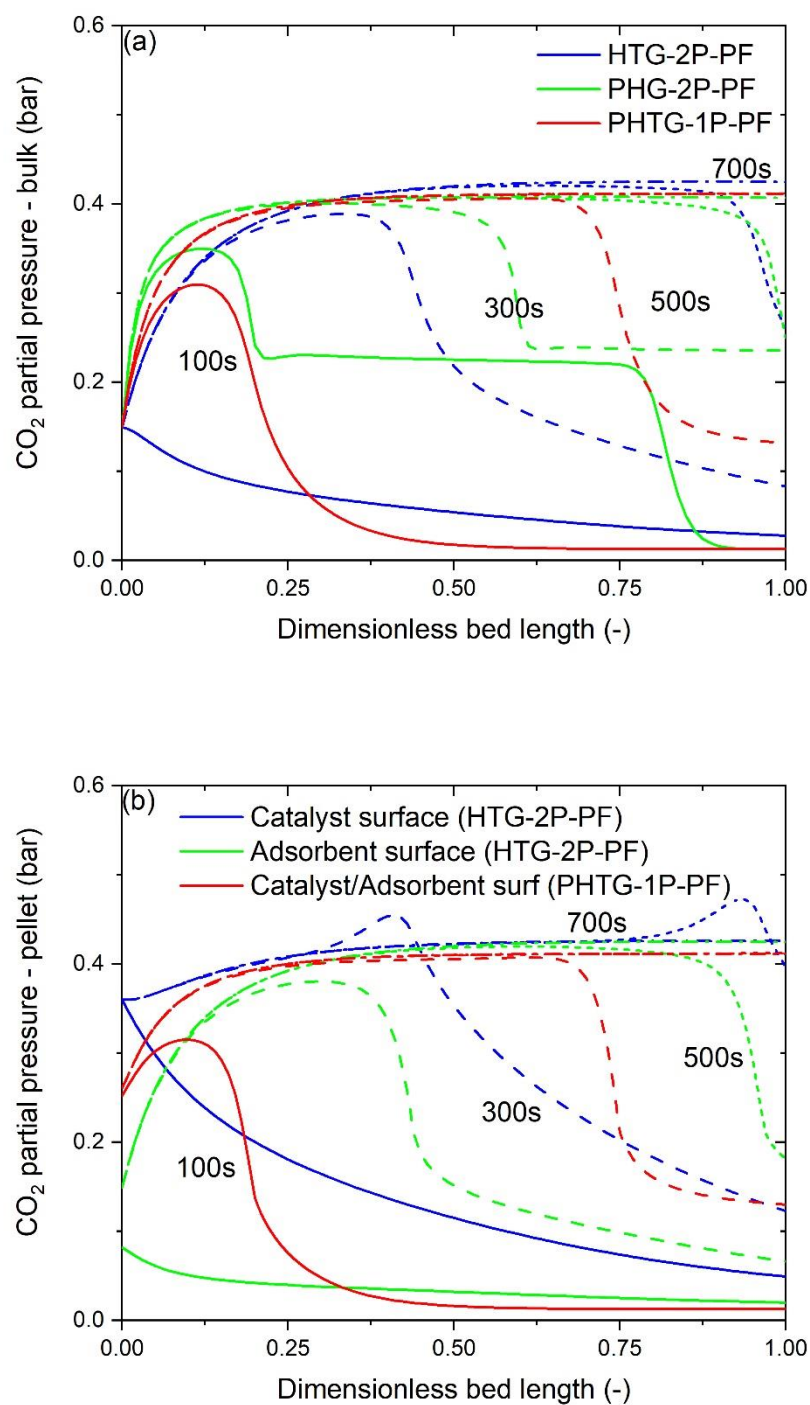 (a)
HTG-2P-PF
PHG-2P-PF
PHTG-1P-PF
700s
300s
500s
100s
0.6
0.4
0.2
0.0
CO₂ partial pressure - bulk (bar)
0.00 0.25 0.50 0.75 1.00
Dimensionless bed length (-)
(b)
Catalyst surface (HTG-2P-PF)
Adsorbent surface (HTG-2P-PF)
Catalyst/Adsorbent surf (PHTG-1P-PF)
700s
500s
300s
100s
0.6
0.4
0.2
0.0
CO₂ partial pressure - pellet (bar)
0.00 0.25 0.50 0.75 1.00
Dimensionless bed length (-)